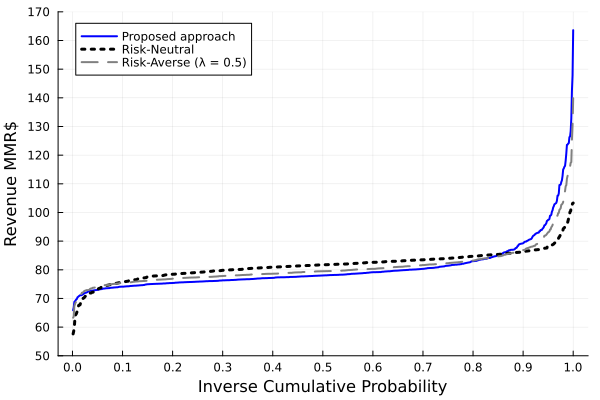 170
160
150
140
130
120
110
100
90
80
70
60
50
Revenue MMR$
Proposed approach
Risk-Neutral
Risk-Averse (λ = 0.5)
0.0 0.1 0.2 0.3 0.4 0.5 0.6 0.7 0.8 0.9 1.0
Inverse Cumulative Probability